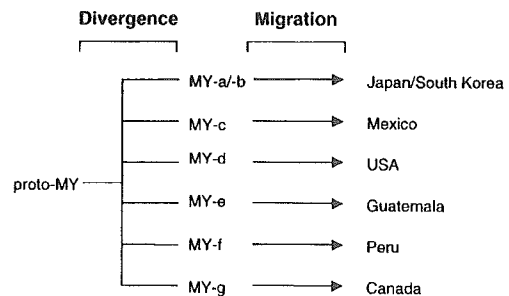 Divergence Migration
MY-a/-b Japan/South Korea
MY-c Mexico
MY-d USA
proto-MY
MY-e Guatemala
MY-f Peru
MY-g Canada